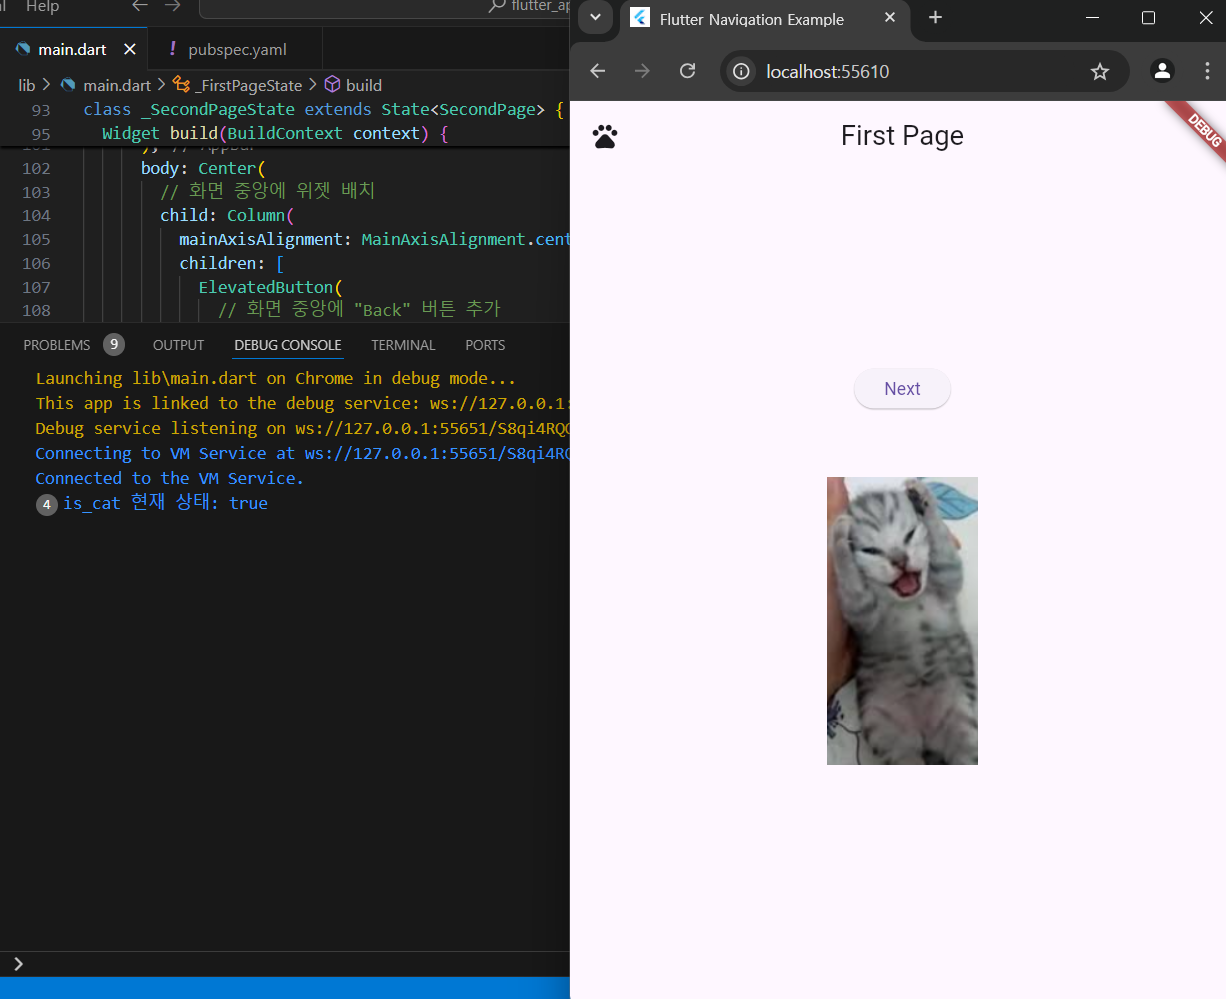 Help
flutter_ap
main.dart
pubspec.yaml
lib > main.dart > _FirstPageState > build
93 class _SecondPageState extends State<SecondPage> {
95 Widget build(BuildContext context) {
101 ); // AppBar
102 body: Center(
103 // 화면 중앙에 위젯 배치
104 child: Column(
105 mainAxisAlignment: MainAxisAlignment.cent
106 children: [
107 ElevatedButton(
108 // 화면 중앙에 "Back" 버튼 추가
PROBLEMS 9 OUTPUT DEBUG CONSOLE TERMINAL PORTS
Launching lib\main.dart on Chrome in debug mode...
This app is linked to the debug service: ws://127.0.0.1:
Debug service listening on ws://127.0.0.1:55651/S8qi4RQ
Connecting to VM Service at ws://127.0.0.1:55651/S8qi4R
Connected to the VM Service.
4 is_cat 현재 상태: true
Flutter Navigation Example
localhost:55610
First Page
DEBUG
Next